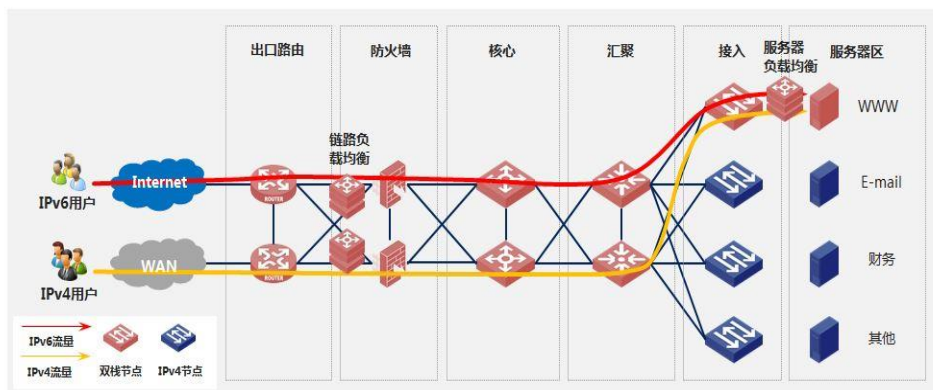 出口路由
防火墙
核心
汇聚
接入
服务器
负载均衡
服务器区
WWW
链路负
载均衡
Internet
ROUTER
IPv6用户
E-mail
WAN
ROUTER
IPv4用户
财务
IPv6流量
IPv4流量
双栈节点
IPv4节点
其他